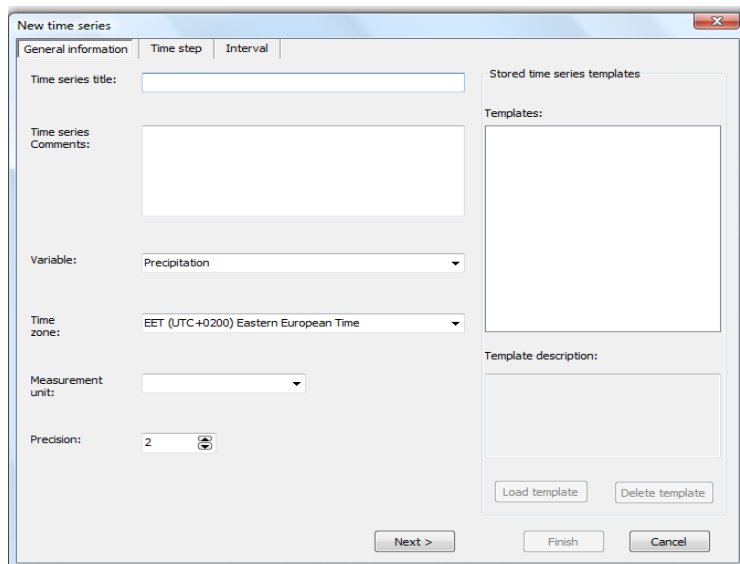 New time series
General information
Time step
Interval
Time series title:
Time series
Comments:
Variable:
Precipitation
Time
zone:
EET (UTC+0200) Eastern European Time
Measurement
unit:
Precision:
2
Stored time series templates
Templates:
Template description:
Load template
Delete template
Next >
Finish
Cancel